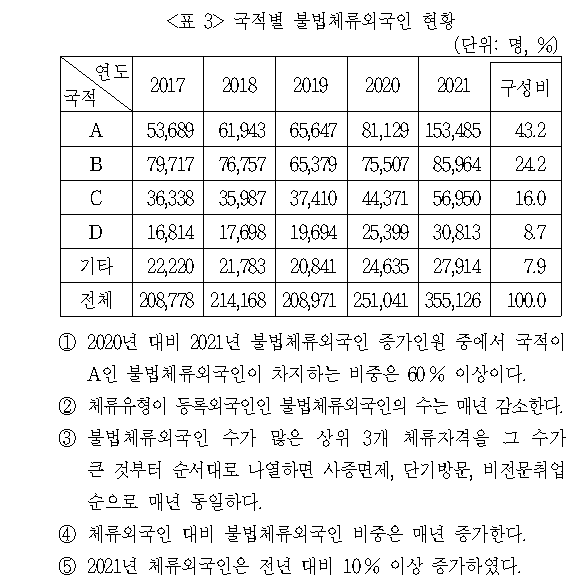 <표 3> 국적별 불법체류외국인 현황
(단위: 명, %)
연도
국적 2017 2018 2019 2020 2021 구성비
A 53,689 61,943 65,647 81,129 153,485 43.2
B 79,717 76,757 65,379 75,507 85,964 24.2
C 36,338 35,987 37,410 44,371 56,950 16.0
D 16,814 17,698 19,694 25,399 30,813 8.7
기타 22,220 21,783 20,841 24,635 27,914 7.9
전체 208,778 214,168 208,971 251,041 355,126 100.0
① 2020년 대비 2021년 불법체류외국인 증가인원 중에서 국적이
A인 불법체류외국인이 차지하는 비중은 60% 이상이다.
② 체류유형이 등록외국인인 불법체류외국인의 수는 매년 감소한다.
③ 불법체류외국인 수가 많은 상위 3개 체류자격을 그 수가
큰 것부터 순서대로 나열하면 사증면제, 단기방문, 비전문취업
순으로 매년 동일하다.
④ 체류외국인 대비 불법체류외국인 비중은 매년 증가한다.
⑤ 2021년 체류외국인은 전년 대비 10% 이상 증가하였다.